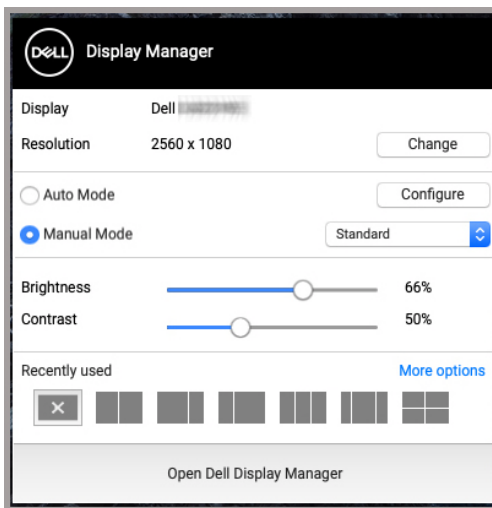 DELL Display Manager
Display Dell
Resolution 2560 x 1080 Change
Auto Mode Configure
Manual Mode Standard
Brightness 66%
Contrast 50%
Recently used More options
Open Dell Display Manager